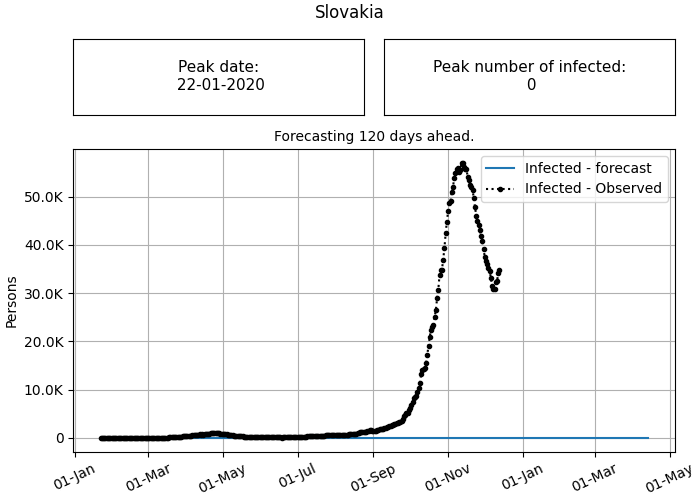 Slovakia
Peak date:
22-01-2020
Peak number of infected:
0
Forecasting 120 days ahead.
Infected - forecast
Infected - Observed
Persons
50.0K
40.0K
30.0K
20.0K
10.0K
0
01-Jan
01-Mar
01-May
01-Jul
01-Sep
01-Nov
01-Jan
01-Mar
01-May